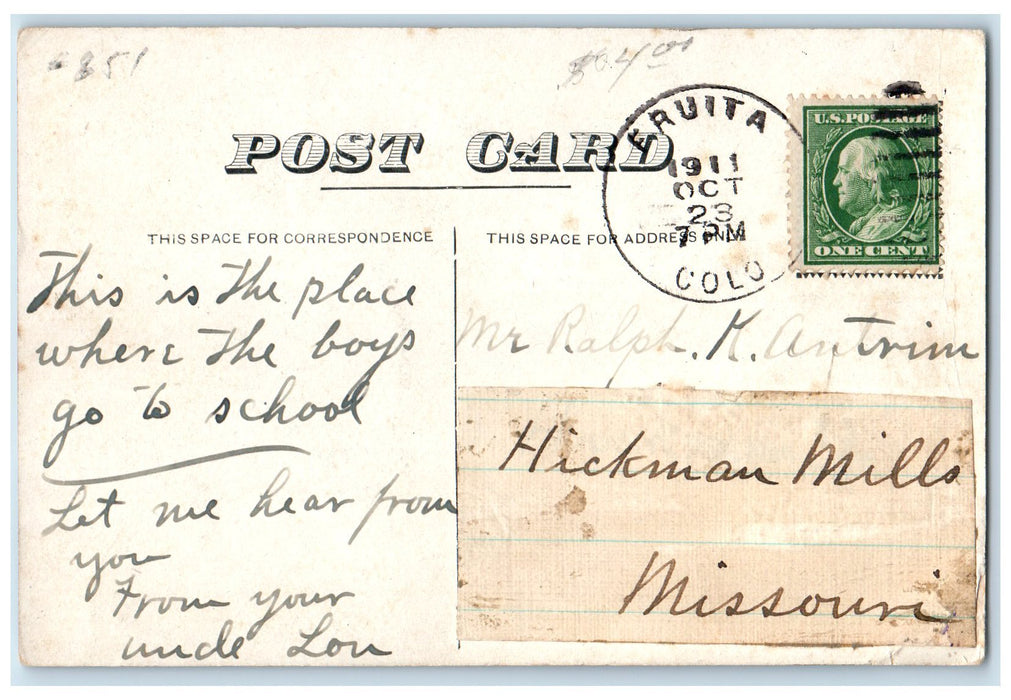 851
$04.00
POST CARD
FRUITA
1911
OCT
23
7 PM
COLO
U.S. POSTAGE
ONE CENT
THIS SPACE FOR CORRESPONDENCE
THIS SPACE FOR ADDRESS ONLY
This is the place
where the boys
go to school
Let me hear from
you
From your
uncle Lou
Mr Ralph. K. Antrim
Hickman Mills
Missouri